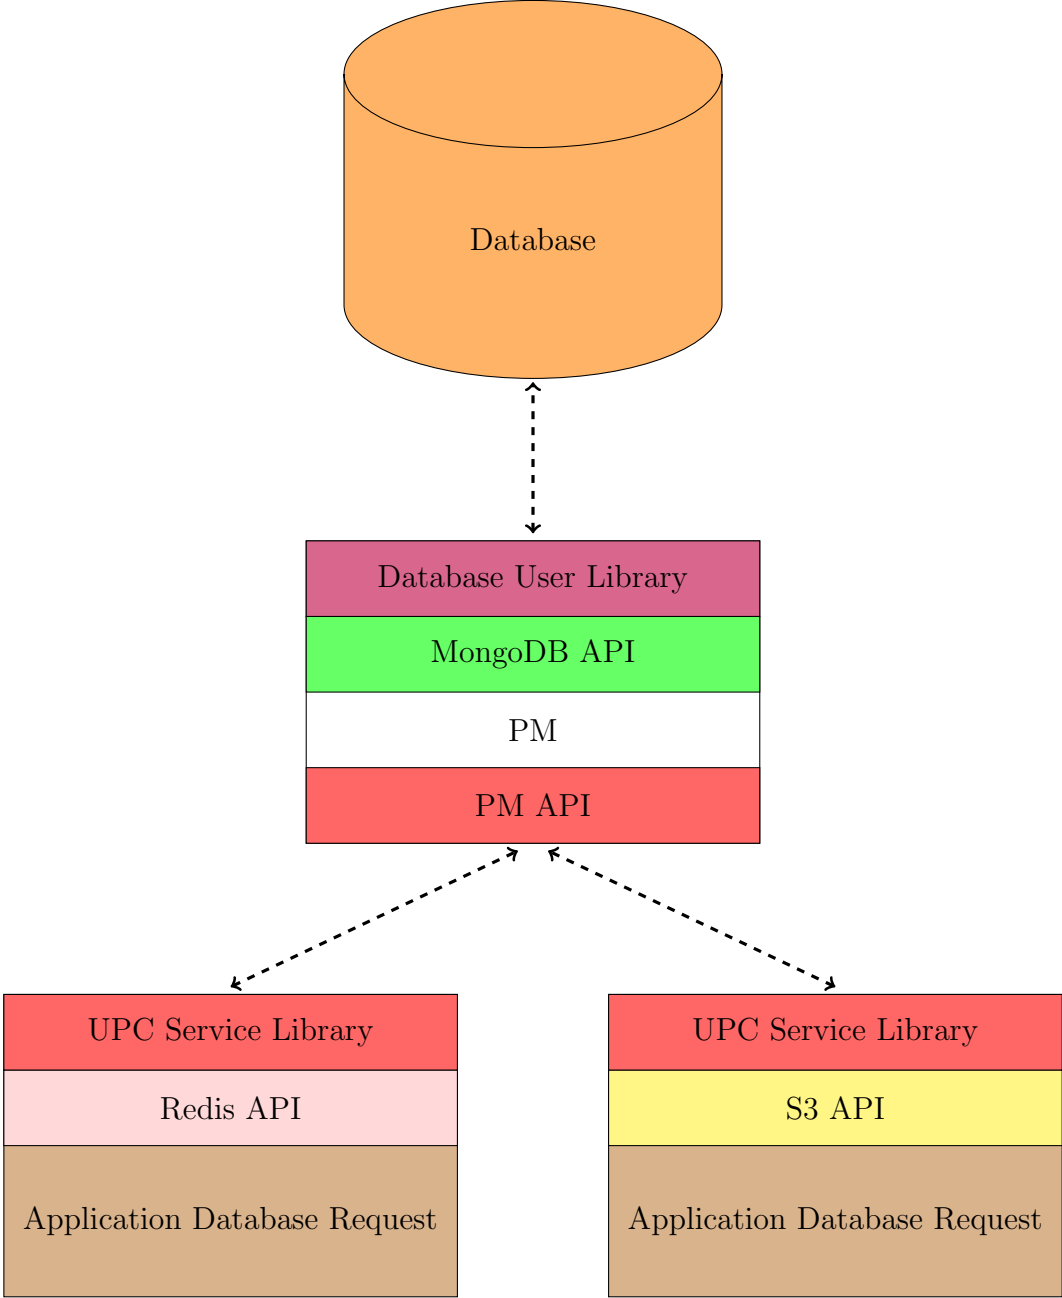 Database
Database User Library
MongoDB API
PM
PM API
UPC Service Library
Redis API
Application Database Request
UPC Service Library
S3 API
Application Database Request